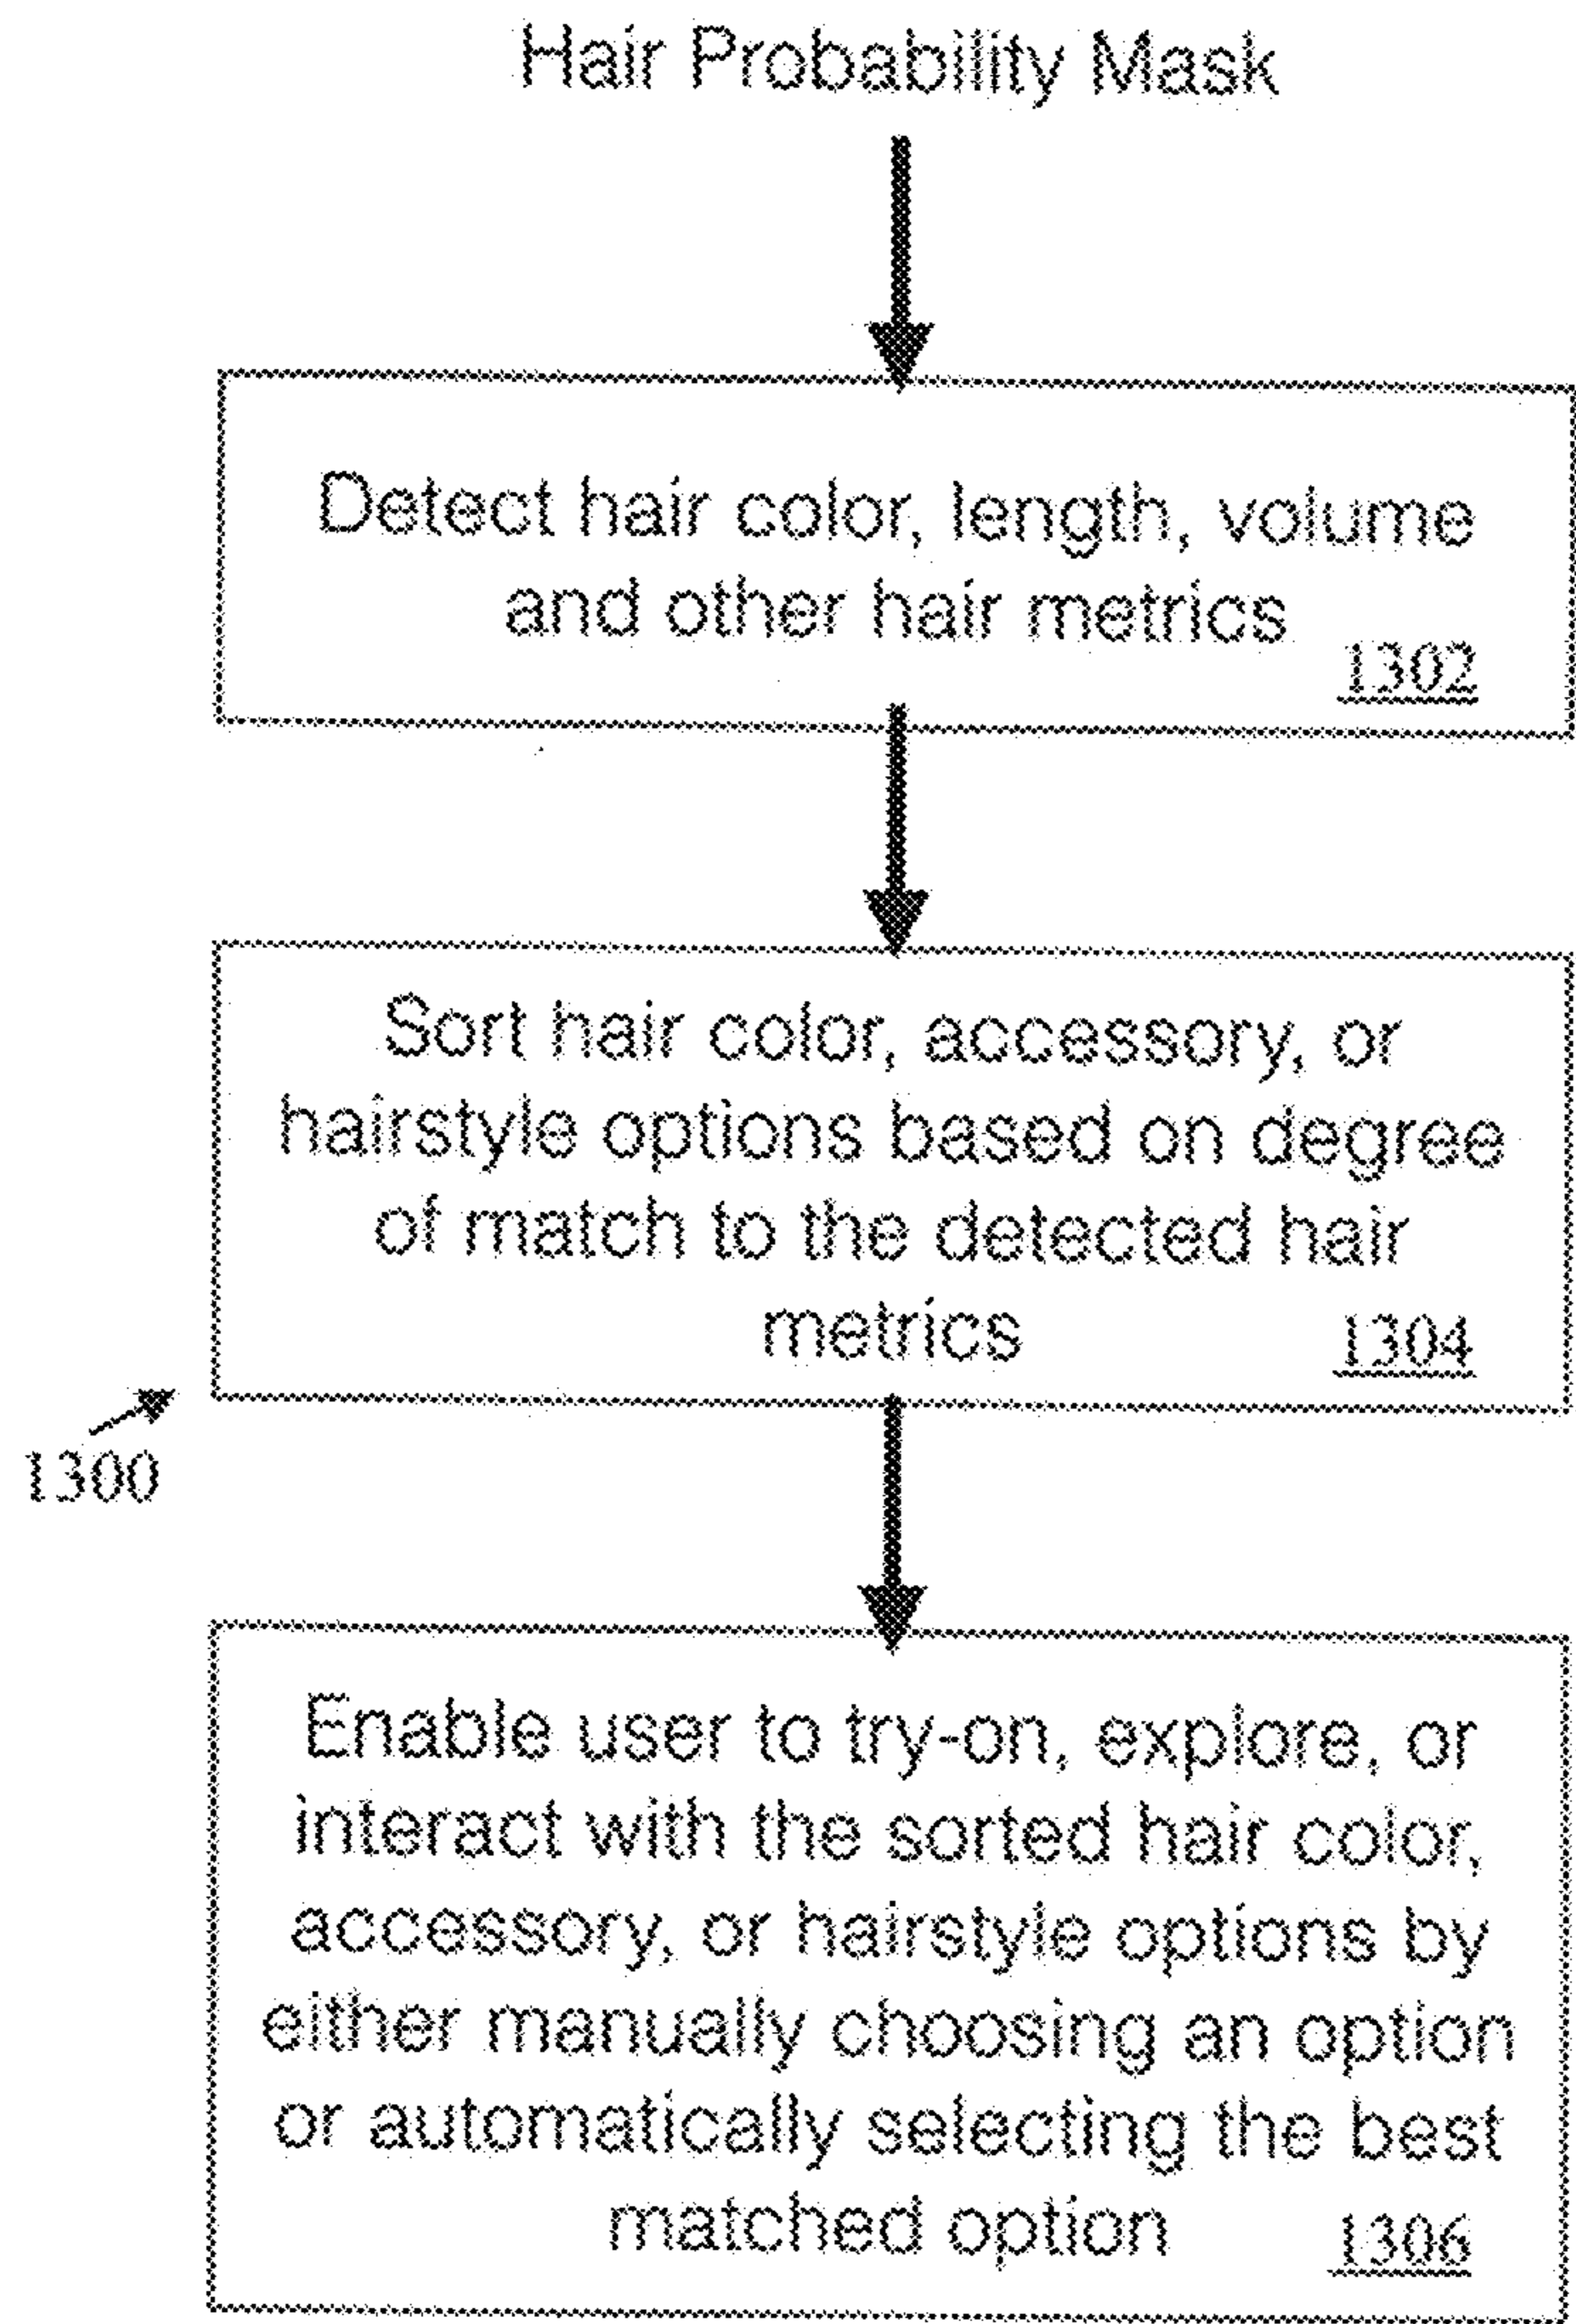 Hair Probability Mask
Detect hair color, length, volume
and other hair metrics
1302
Sort hair color, accessory, or
hairstyle options based on degree
of match to the detected hair
metrics
1304
1300
Enable user to try-on, explore, or
interact with the sorted hair color,
accessory, or hairstyle options by
either manually choosing an option
or automatically selecting the best
matched option
1306